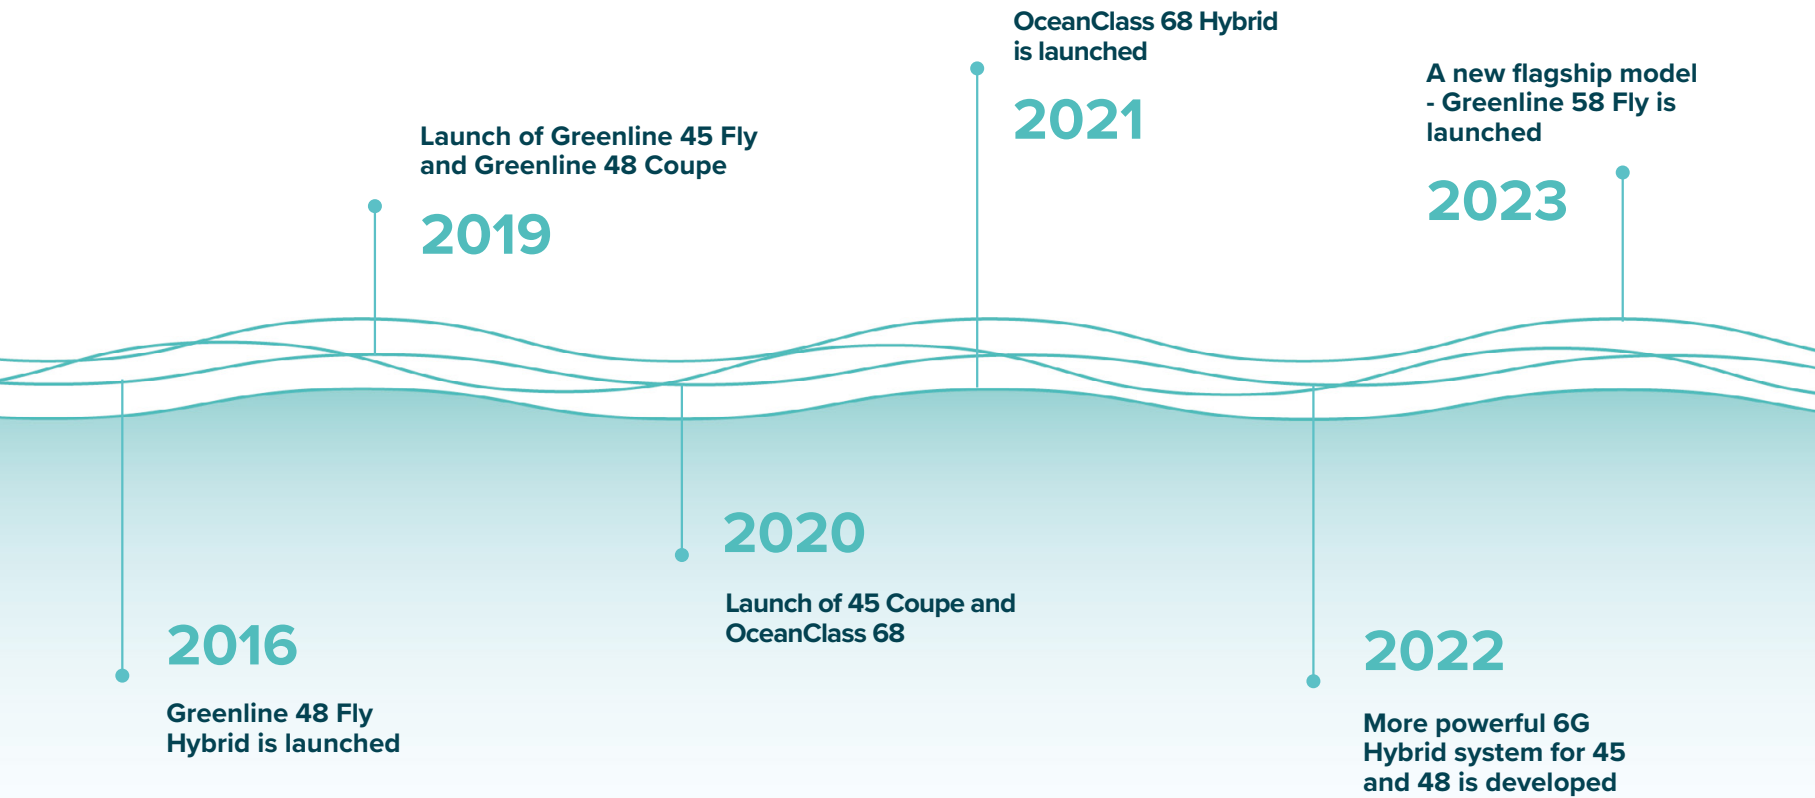 2016
Greenline 48 Fly
Hybrid is launched
Launch of Greenline 45 Fly
and Greenline 48 Coupe
2019
2020
Launch of 45 Coupe and
OceanClass 68
OceanClass 68 Hybrid
is launched
2021
2022
More powerful 6G
Hybrid system for 45
and 48 is developed
A new flagship model
- Greenline 58 Fly is
launched
2023